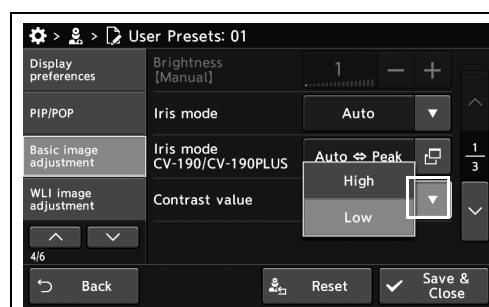 > > User Presets: 01
Display
preferences
PIP/POP
Basic image
adjustment
WLI image
adjustment
4/6
Brightness
[Manual]
1
Iris mode
Auto
Iris mode
CV-190/CV-190PLUS
Auto ⇔ Peak
Contrast value
High
Low
1
3
Back
Reset
Save &
Close